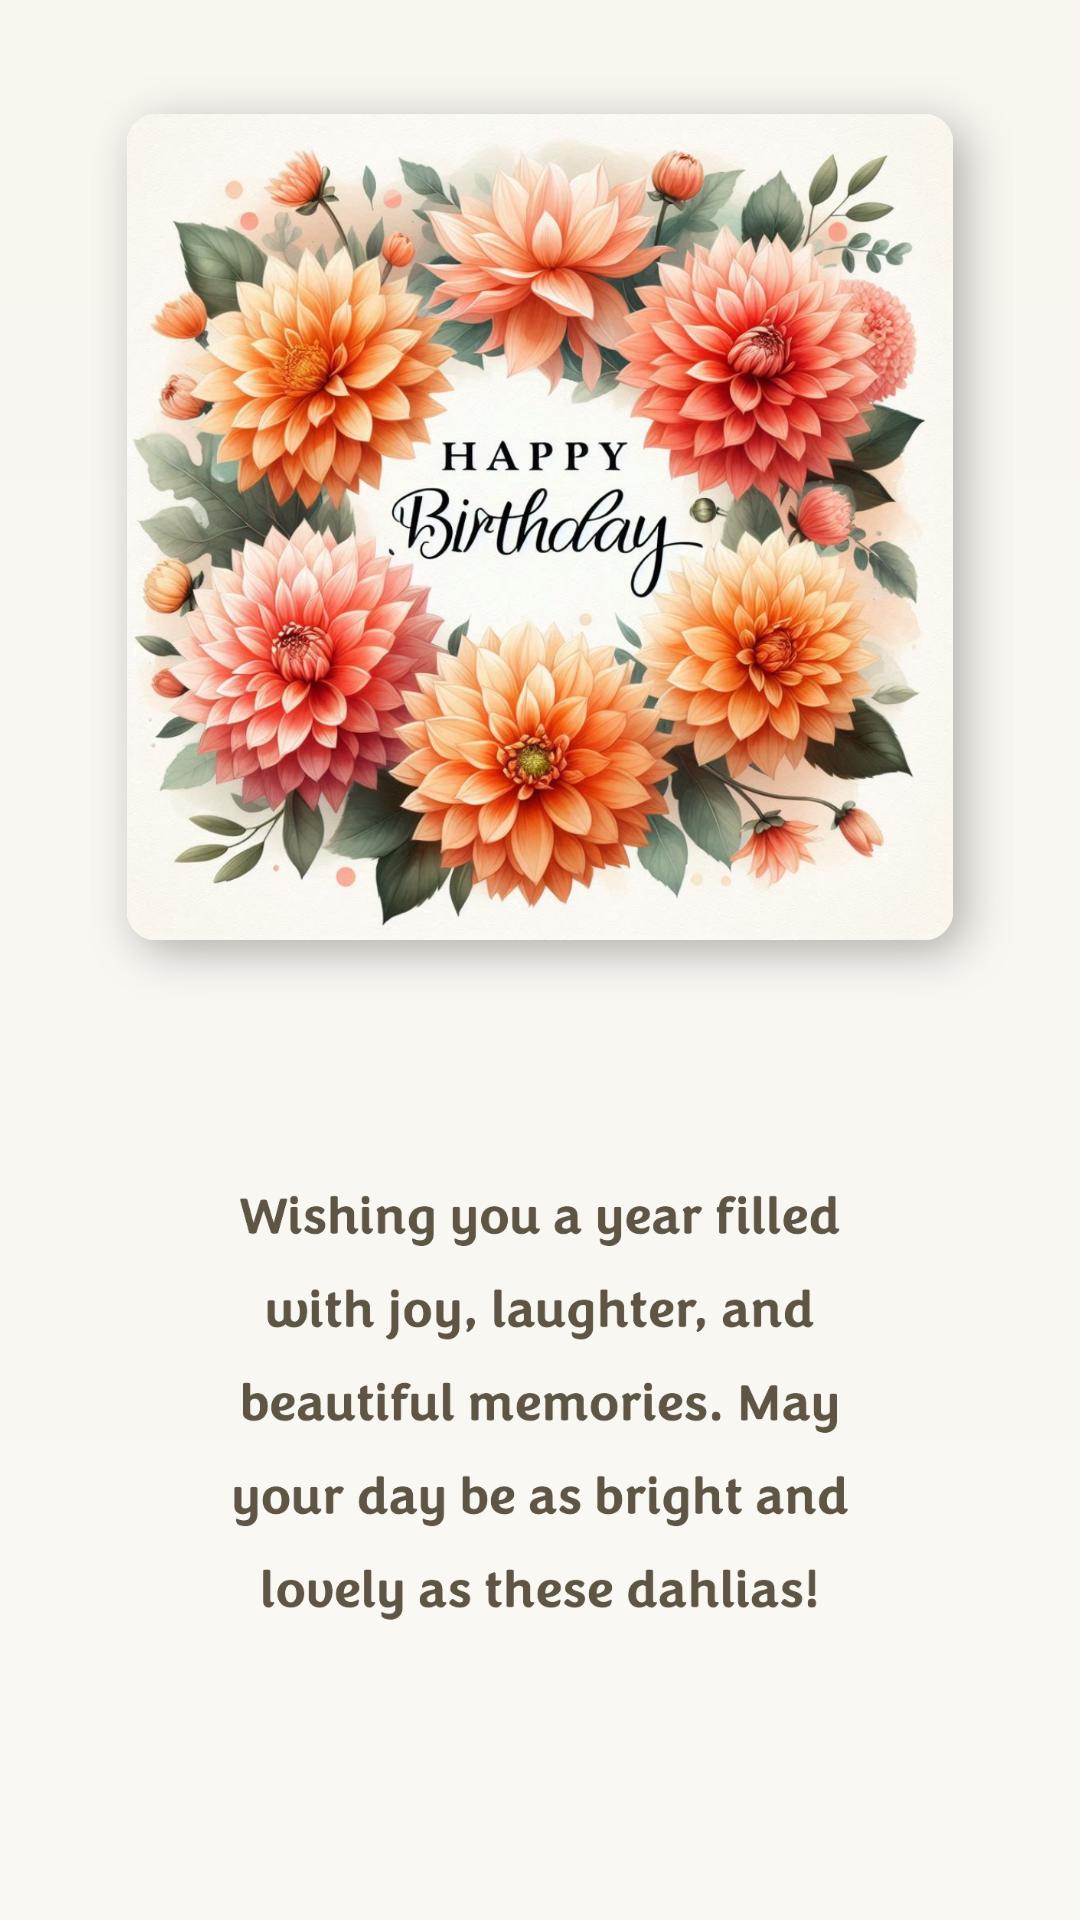 HAPPY
Birthday
Wishing you a year filled
with joy, laughter, and
beautiful memories. May
your day be as bright and
lovely as these dahlias!